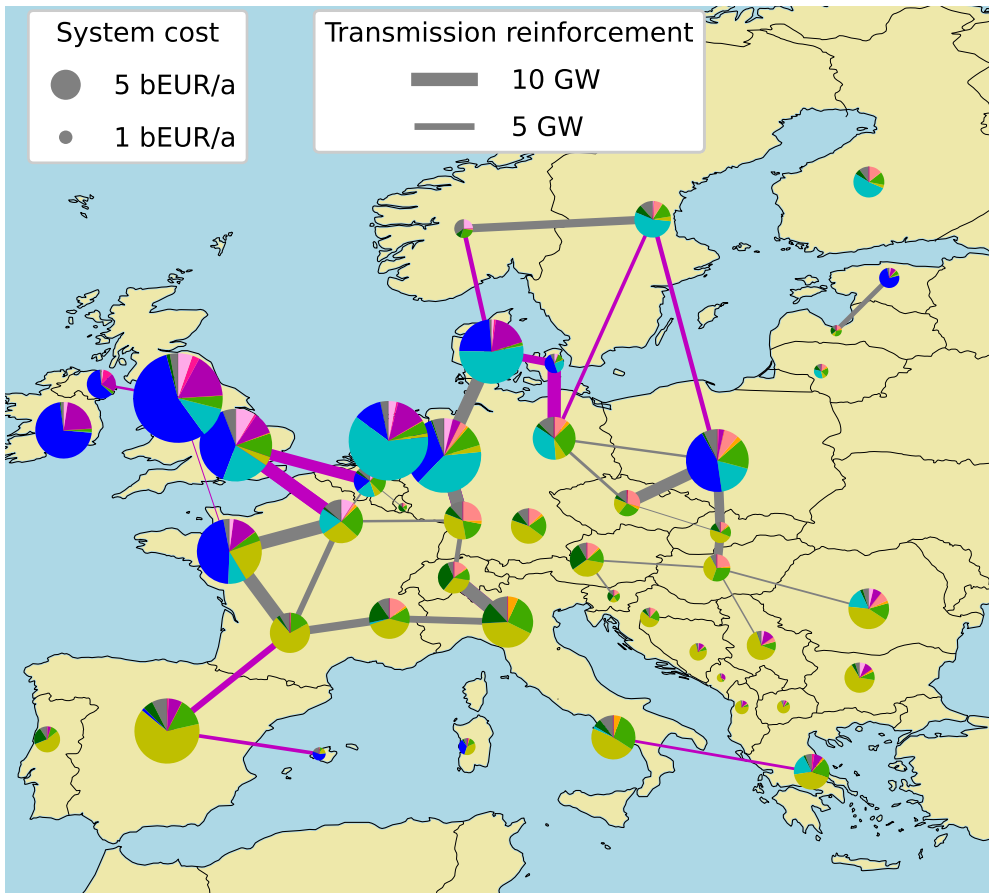 System cost
5 bEUR/a
1 bEUR/a
Transmission reinforcement
10 GW
5 GW